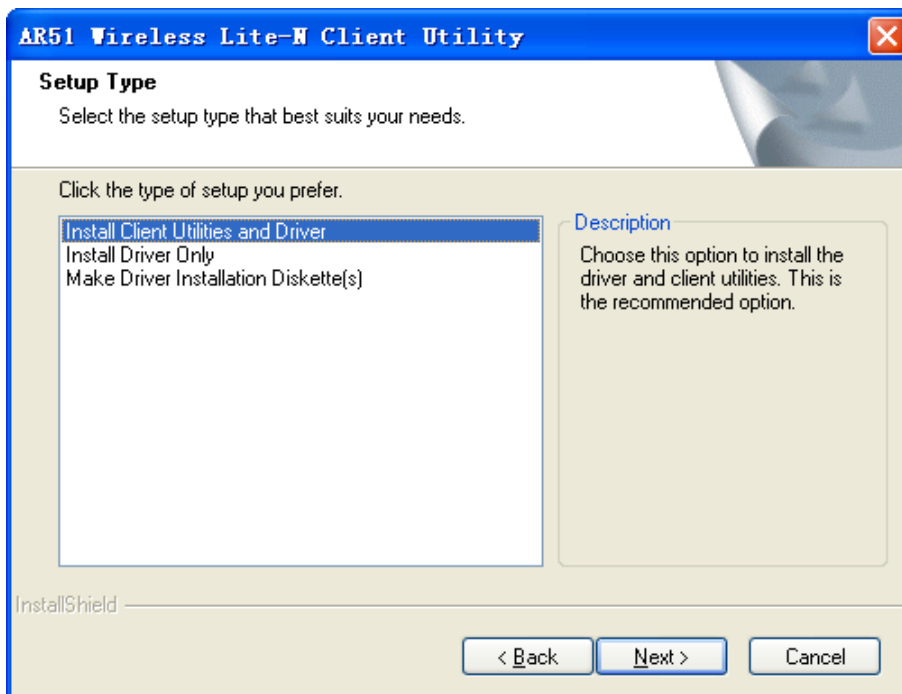 AR51 Wireless Lite-N Client Utility
Setup Type
Select the setup type that best suits your needs.
Click the type of setup you prefer.
Install Client Utilities and Driver
Install Driver Only
Make Driver Installation Diskette(s)
Description
Choose this option to install the
driver and client utilities. This is
the recommended option.
InstallShield
< Back
Next >
Cancel